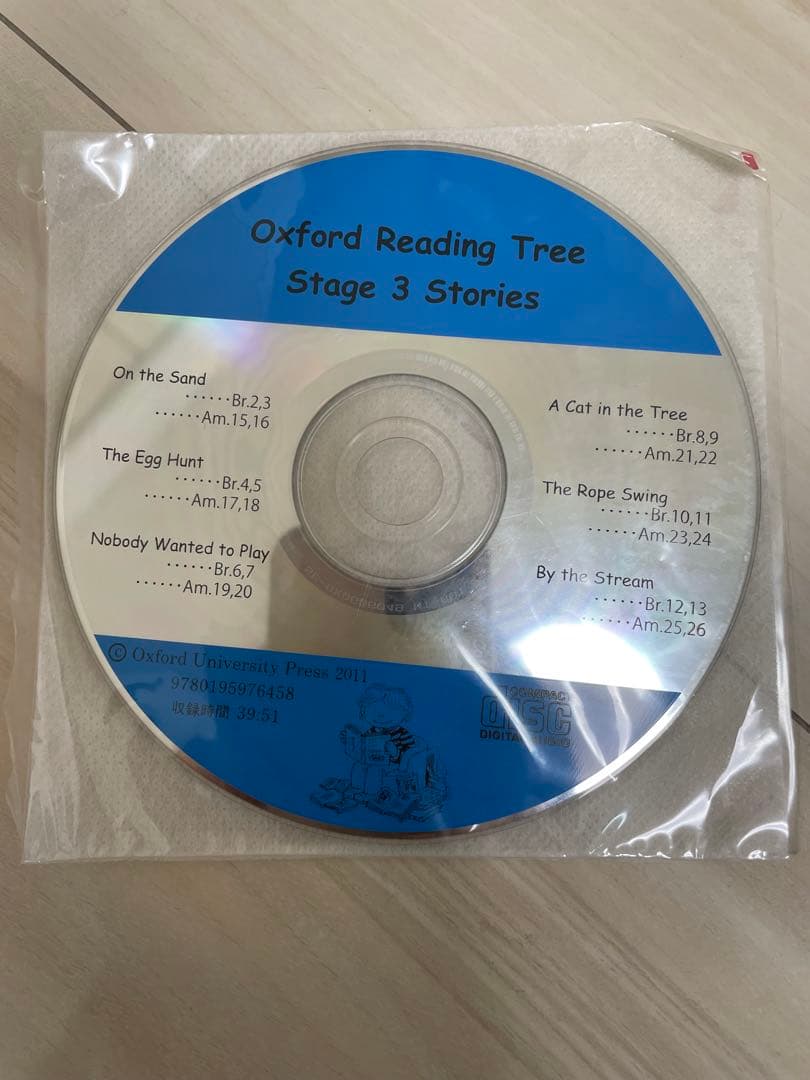 Oxford Reading Tree
Stage 3 Stories
On the Sand
······Br.2,3
······Am.15,16
The Egg Hunt
······Br.4,5
······Am.17,18
Nobody Wanted to Play
······Br.6,7
······Am.19,20
A Cat in the Tree
······Br.8,9
······Am.21,22
The Rope Swing
······Br.10,11
······Am.23,24
By the Stream
······Br.12,13
······Am.25,26
© Oxford University Press 2011
9780195976458
収録時間 39:51
COMPACT
disc
DIGITAL AUDIO